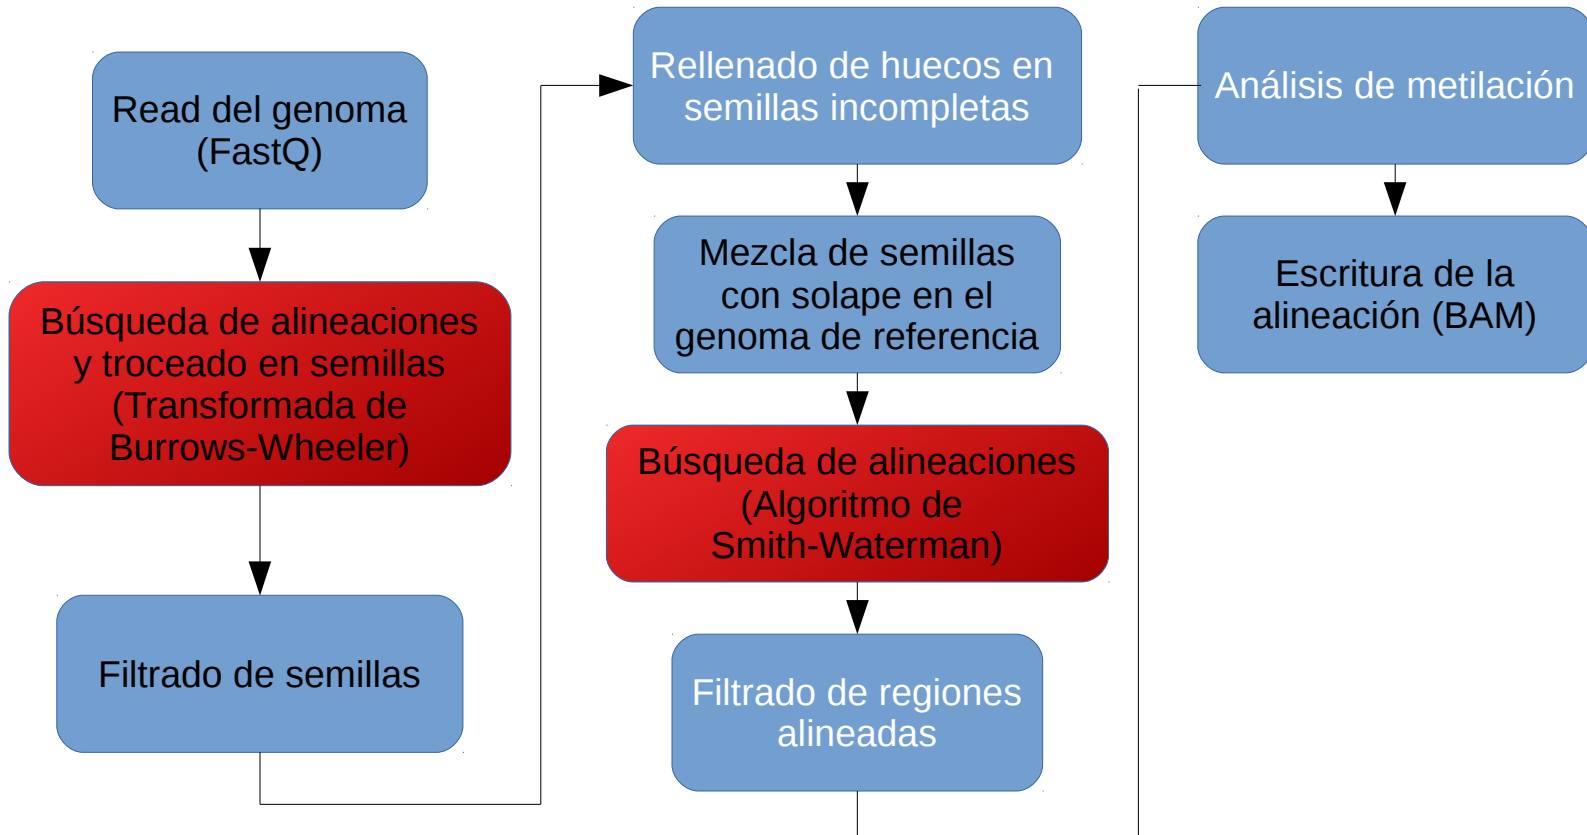 Read del genoma
(FastQ)
Búsqueda de alineaciones
y troceado en semillas
(Transformada de
Burrows-Wheeler)
Filtrado de semillas
Rellenado de huecos en
semillas incompletas
Mezcla de semillas
con solape en el
genoma de referencia
Búsqueda de alineaciones
(Algoritmo de
Smith-Waterman)
Filtrado de regiones
alineadas
Análisis de metilación
Escritura de la
alineación (BAM)